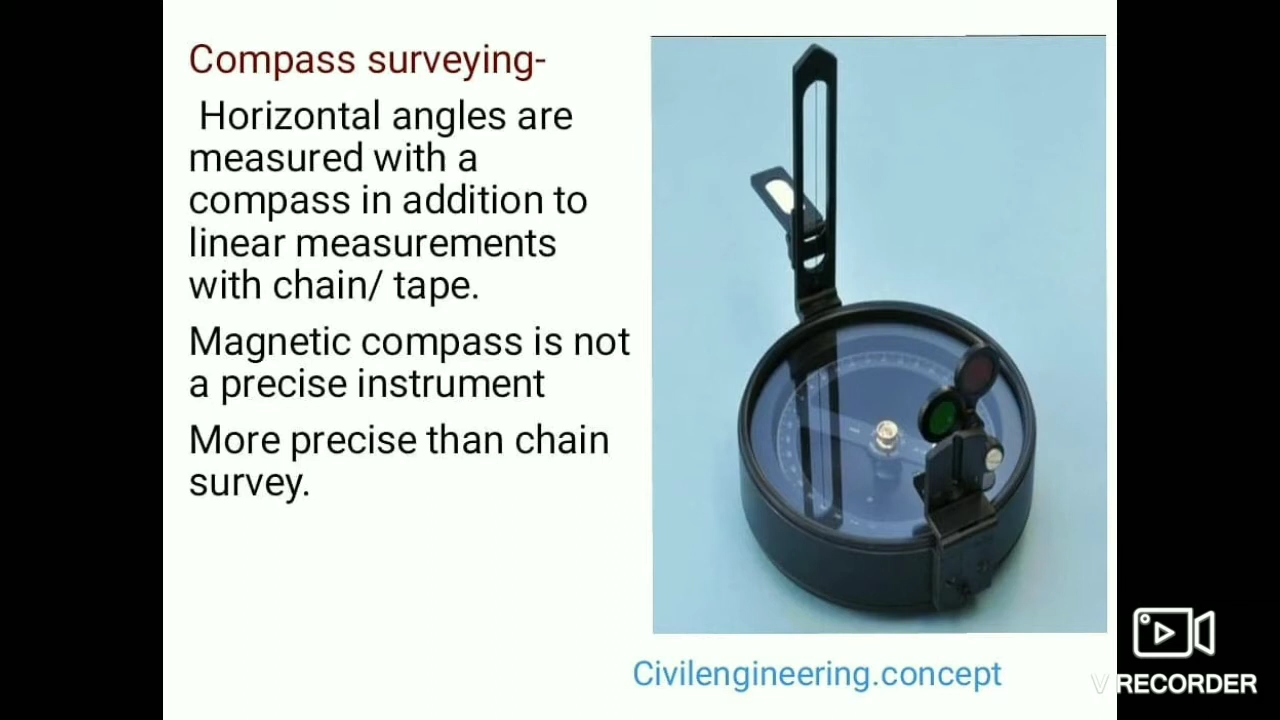 Compass surveying-
Horizontal angles are
measured with a
compass in addition to
linear measurements
with chain/ tape.
Magnetic compass is not
a precise instrument
More precise than chain
survey.
Civilengineering.concept
V RECORDER